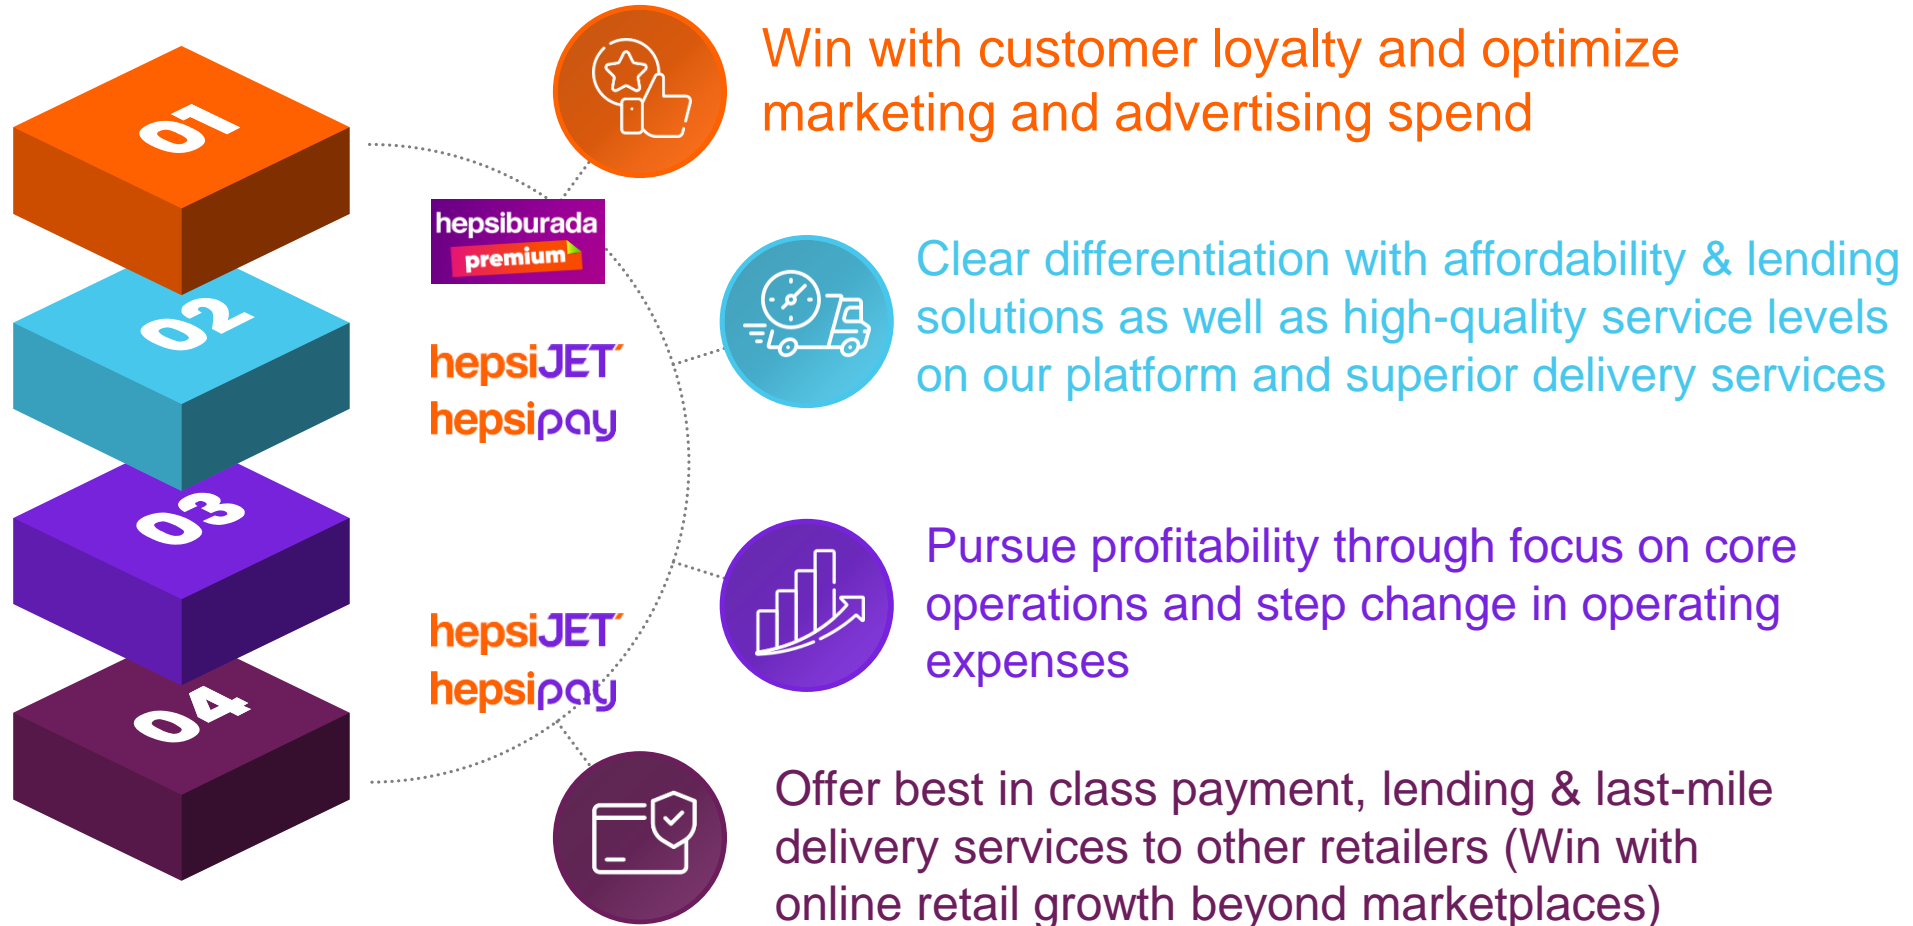 01
Win with customer loyalty and optimize
marketing and advertising spend
hepsiburada
premium
02
Clear differentiation with affordability & lending
solutions as well as high-quality service levels
on our platform and superior delivery services
hepsiJET
hepsipay
03
Pursue profitability through focus on core
operations and step change in operating
expenses
hepsiJET
hepsipay
04
Offer best in class payment, lending & last-mile
delivery services to other retailers (Win with
online retail growth beyond marketplaces)